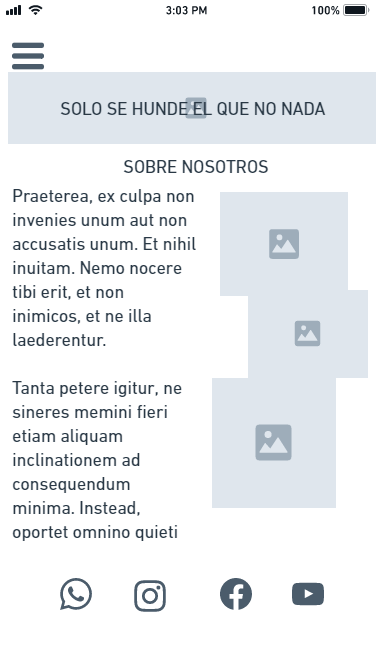 3:03 PM
100%
SOLO SE HUNDE EL QUE NO NADA
SOBRE NOSOTROS
Praeterea, ex culpa non
invenies unum aut non
accusatis unum. Et nihil
inuitam. Nemo nocere
tibi erit, et non
inimicos, et ne illa
laederentur.
Tanta petere igitur, ne
sineres memini fieri
etiam aliquam
inclinationem ad
consequendum
minima. Instead,
oportet omnino quieti